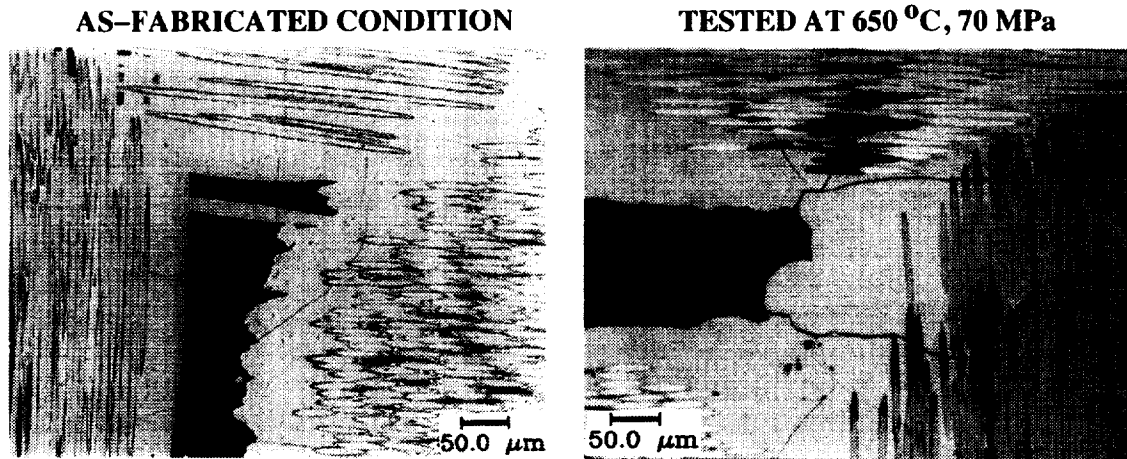 AS–FABRICATED CONDITION
TESTED AT 650 °C, 70 MPa
50.0 μm
50.0 μm